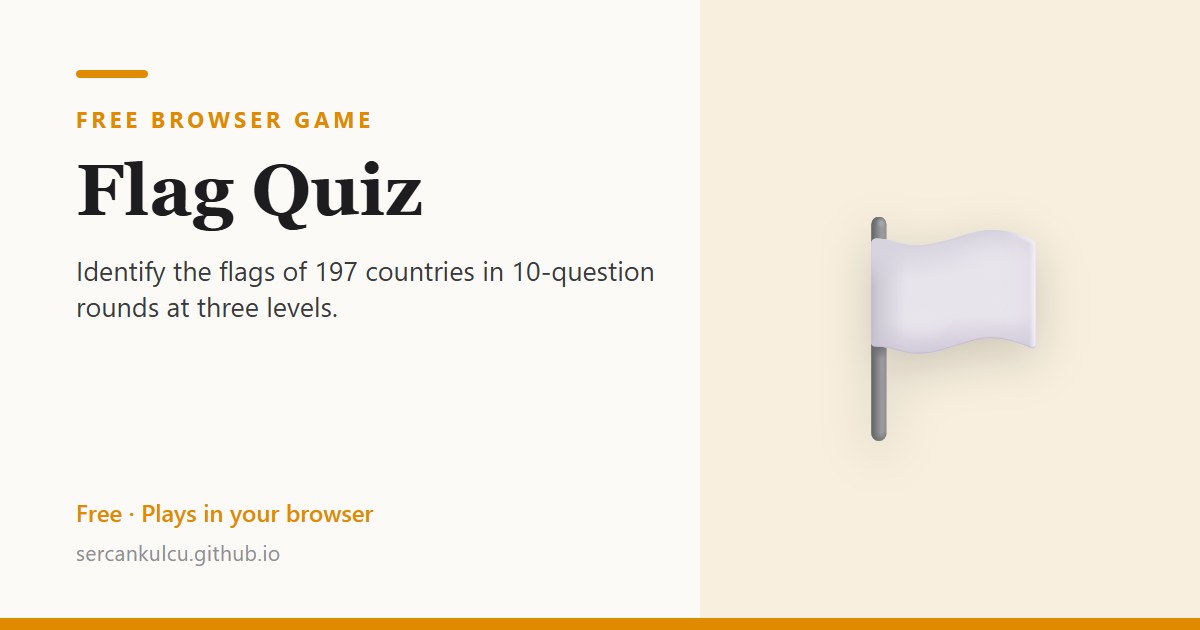 FREE BROWSER GAME
Flag Quiz
Identify the flags of 197 countries in 10-question
rounds at three levels.
Free · Plays in your browser
sercankulcu.github.io